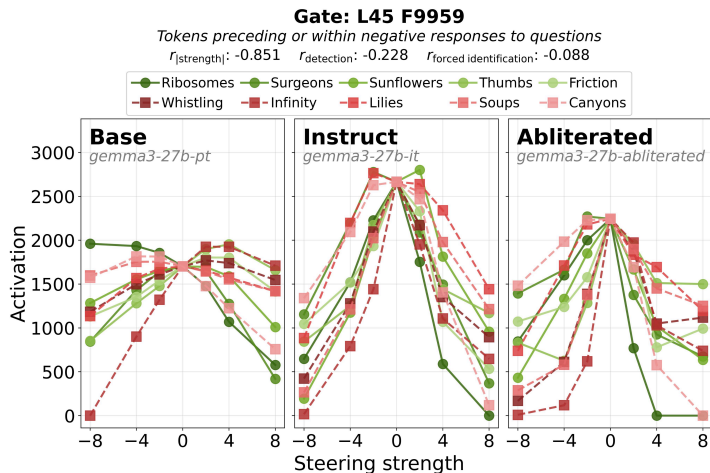 Gate: L45 F9959
Tokens preceding or within negative responses to questions
r|strength|: -0.851 rdetection: -0.228 rforced identification: -0.088
Ribosomes Surgeons Sunflowers Thumbs Friction
Whistling Infinity Lilies Soups Canyons
Base Instruct Abliterated
gemma3-27b-pt gemma3-27b-it gemma3-27b-abliterated
Activation
3000
2500
2000
1500
1000
500
0
−8 −4 0 4 8 −8 −4 0 4 8 −8 −4 0 4 8
Steering strength